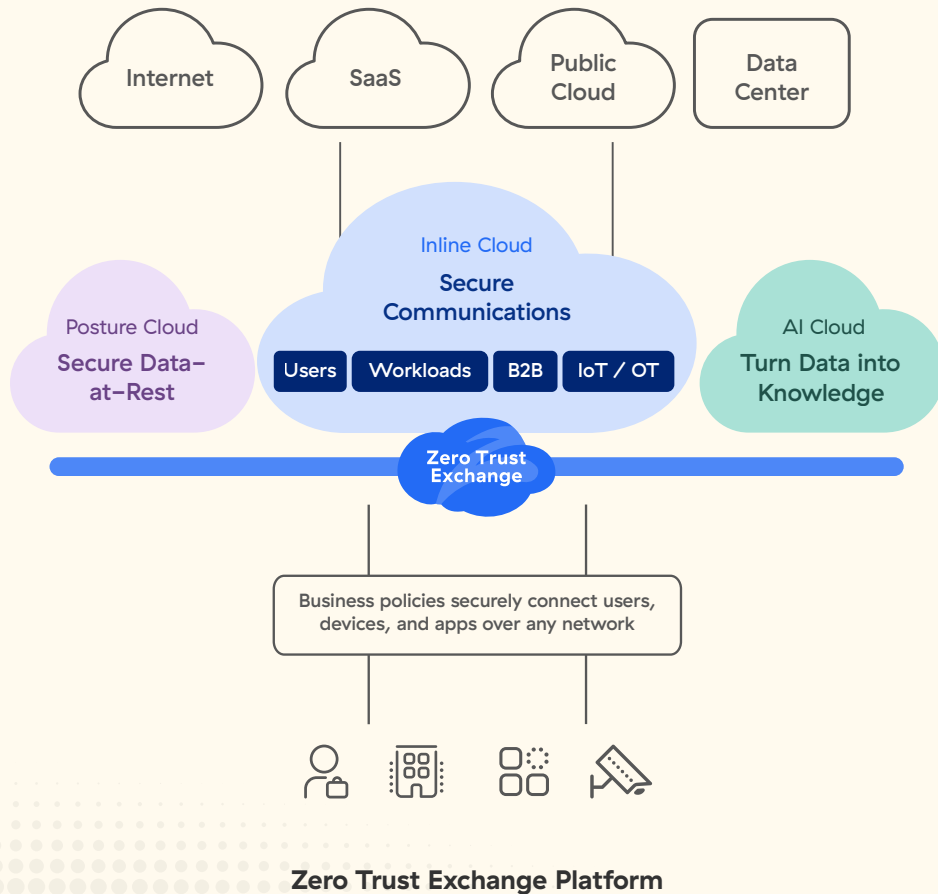 Internet
SaaS
Public
Cloud
Data
Center
Inline Cloud
Secure
Communications
Users
Workloads
B2B
IoT / OT
Posture Cloud
Secure Data-
at-Rest
AI Cloud
Turn Data into
Knowledge
Zero Trust
Exchange
Business policies securely connect users,
devices, and apps over any network
Zero Trust Exchange Platform